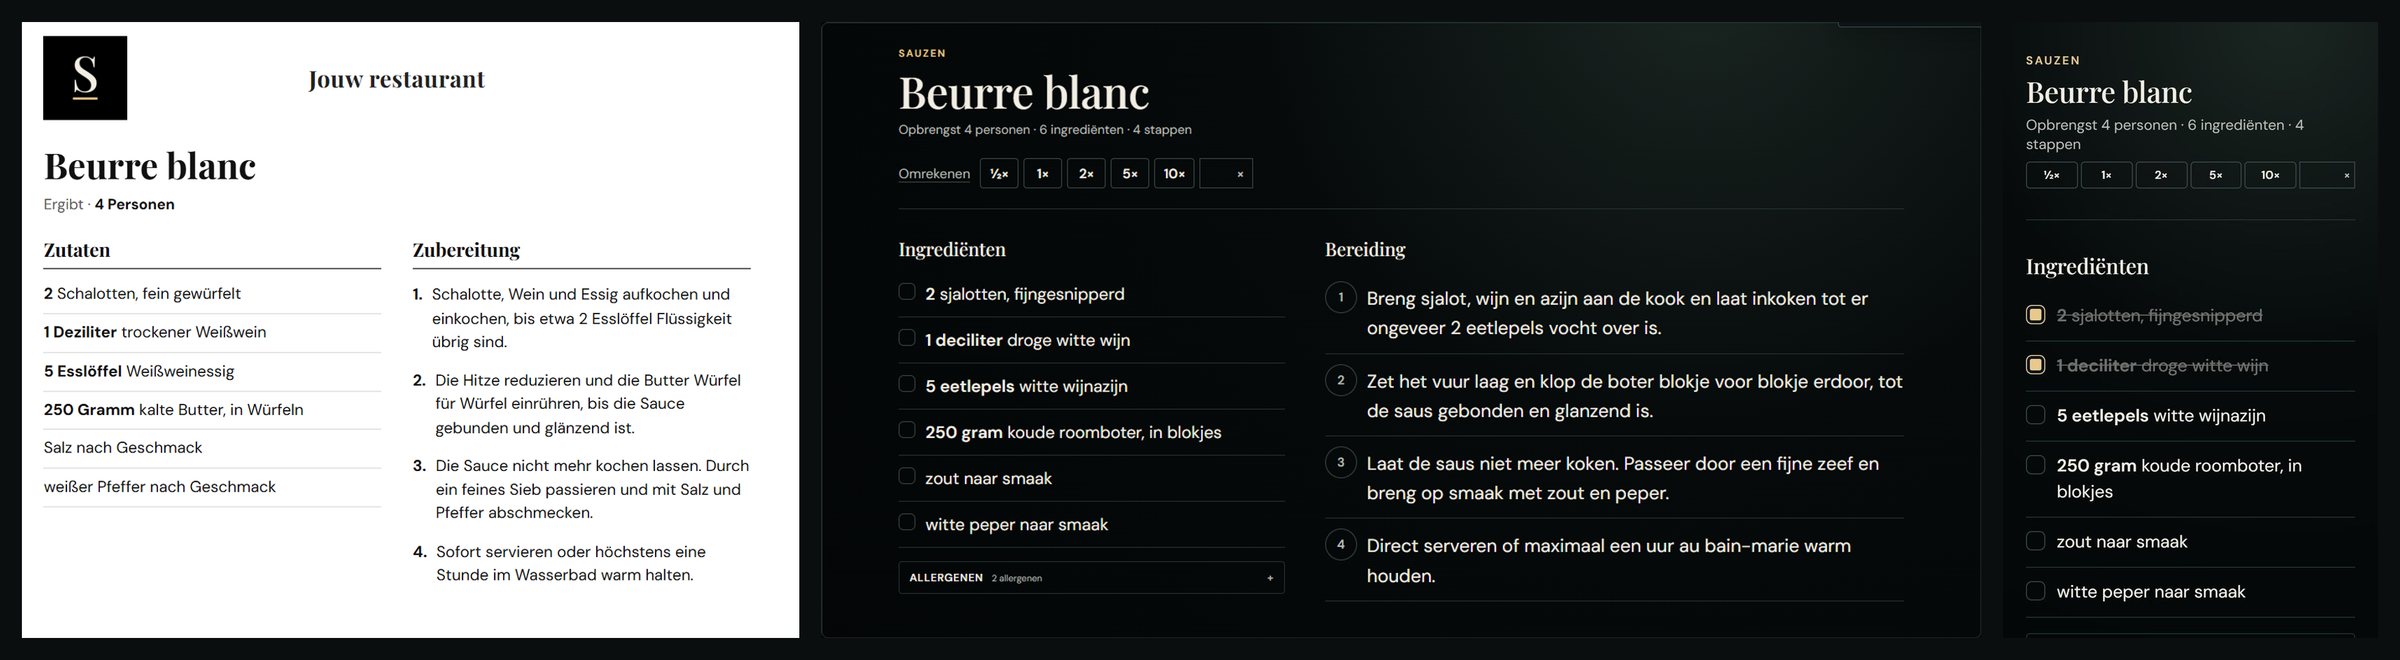 S
Jouw restaurant
Beurre blanc
Ergibt · 4 Personen
Zutaten
2 Schalotten, fein gewürfelt
1 Deziliter trockener Weißwein
5 Esslöffel Weißweinessig
250 Gramm kalte Butter, in Würfeln
Salz nach Geschmack
weißer Pfeffer nach Geschmack
Zubereitung
1. Schalotte, Wein und Essig aufkochen und
einkochen, bis etwa 2 Esslöffel Flüssigkeit
übrig sind.
2. Die Hitze reduzieren und die Butter Würfel
für Würfel einrühren, bis die Sauce
gebunden und glänzend ist.
3. Die Sauce nicht mehr kochen lassen. Durch
ein feines Sieb passieren und mit Salz und
Pfeffer abschmecken.
4. Sofort servieren oder höchstens eine
Stunde im Wasserbad warm halten.
SAUZEN
Beurre blanc
Opbrengst 4 personen · 6 ingrediënten · 4 stappen
Omrekenen ½× 1× 2× 5× 10× ×
Ingrediënten
2 sjalotten, fijngesnipperd
1 deciliter droge witte wijn
5 eetlepels witte wijnazijn
250 gram koude roomboter, in blokjes
zout naar smaak
witte peper naar smaak
ALLERGENEN 2 allergenen +
Bereiding
1 Breng sjalot, wijn en azijn aan de kook en laat inkoken tot er
ongeveer 2 eetlepels vocht over is.
2 Zet het vuur laag en klop de boter blokje voor blokje erdoor, tot
de saus gebonden en glanzend is.
3 Laat de saus niet meer koken. Passeer door een fijne zeef en
breng op smaak met zout en peper.
4 Direct serveren of maximaal een uur au bain-marie warm
houden.
SAUZEN
Beurre blanc
Opbrengst 4 personen · 6 ingrediënten · 4
stappen
½× 1× 2× 5× 10× ×
Ingrediënten
2 sjalotten, fijngesnipperd
1 deciliter droge witte wijn
5 eetlepels witte wijnazijn
250 gram koude roomboter, in
blokjes
zout naar smaak
witte peper naar smaak